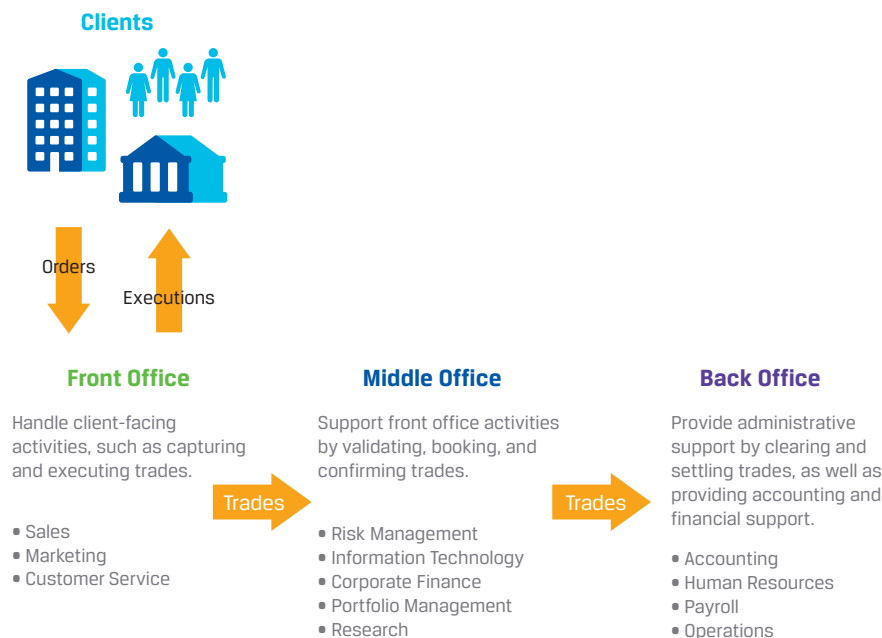 Clients
Orders
Executions
Front Office
Handle client-facing
activities, such as capturing
and executing trades.
• Sales
• Marketing
• Customer Service
Trades
Middle Office
Support front office activities
by validating, booking, and
confirming trades.
• Risk Management
• Information Technology
• Corporate Finance
• Portfolio Management
• Research
Trades
Back Office
Provide administrative
support by clearing and
settling trades, as well as
providing accounting and
financial support.
• Accounting
• Human Resources
• Payroll
• Operations